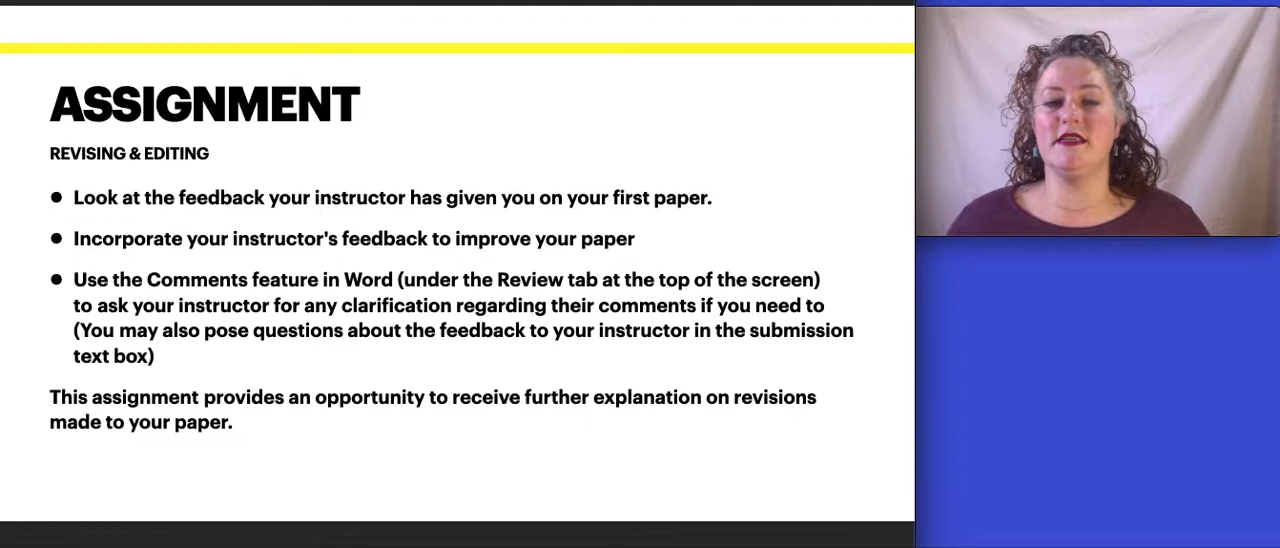 ASSIGNMENT
REVISING & EDITING
● Look at the feedback your instructor has given you on your first paper.
● Incorporate your instructor's feedback to improve your paper
● Use the Comments feature in Word (under the Review tab at the top of the screen)
to ask your instructor for any clarification regarding their comments if you need to
(You may also pose questions about the feedback to your instructor in the submission
text box)
This assignment provides an opportunity to receive further explanation on revisions
made to your paper.